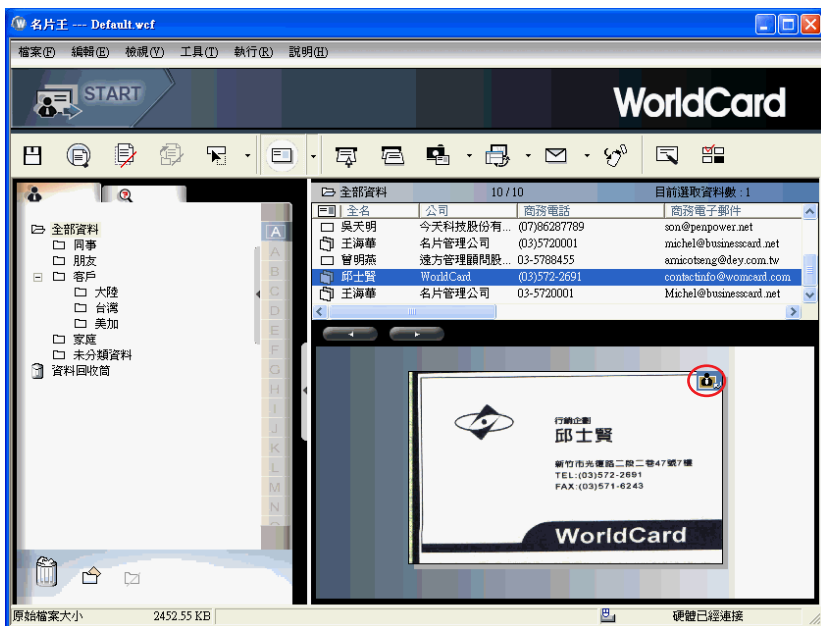 名片王 --- Default.wcf
檔案(F) 編輯(E) 檢視(V) 工具(T) 執行(R) 說明(H)
START
WorldCard
全部資料 10 / 10 目前選取資料數 : 1
全名 公司 商務電話 商務電子郵件
吳天明 今天科技股份有... (07)86287789 son@penpower.net
王海華 名片管理公司 (03)5720001 michel@businesscard.net
曾明燕 遠方管理顧問股... 03-5788455 amicotseng@dey.com.tw
邱士賢 WorldCard (03)572-2691 contactinfo@womcard.com
王海華 名片管理公司 03-5720001 Michel@businesscard.net
全部資料
同事
朋友
客戶
大陸
台灣
美加
家庭
未分類資料
資料回收筒
A
A
B
C
D
E
F
G
H
I
J
K
L
M
N
行銷企劃
邱士賢
新竹市光復路二段二巷47號7樓
TEL:(03)572-2691
FAX:(03)571-6243
WorldCard
原始檔案大小 2452.55 KB 硬體已經連接